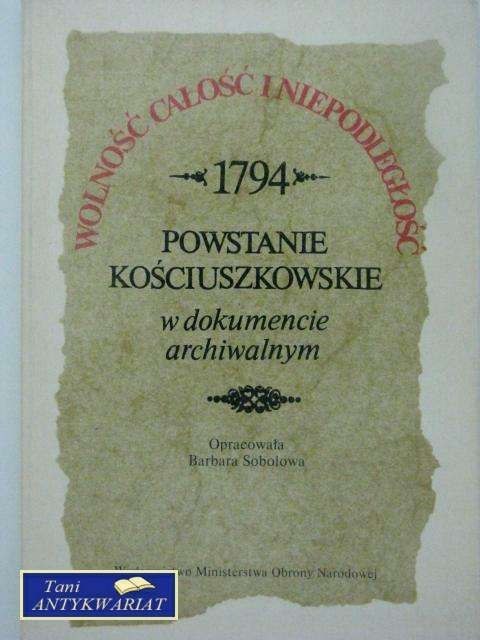 WOLNOŚĆ CAŁOŚĆ I NIEPODLEGŁOŚĆ
1794
POWSTANIE
KOŚCIUSZKOWSKIE
w dokumencie
archiwalnym
Opracowała
Barbara Sobolowa
Ministerstwa Obrony Narodowej
Tani
ANTYKWARIAT